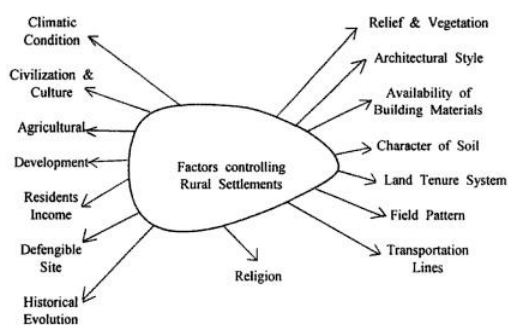 Climatic
Condition
Civilization &
Culture
Agricultural
Development
Residents
Income
Defengible
Site
Historical
Evolution
Factors controlling
Rural Settlements
Religion
Relief & Vegetation
Architectural Style
Availability of
Building Materials
Character of Soil
Land Tenure System
Field Pattern
Transportation
Lines